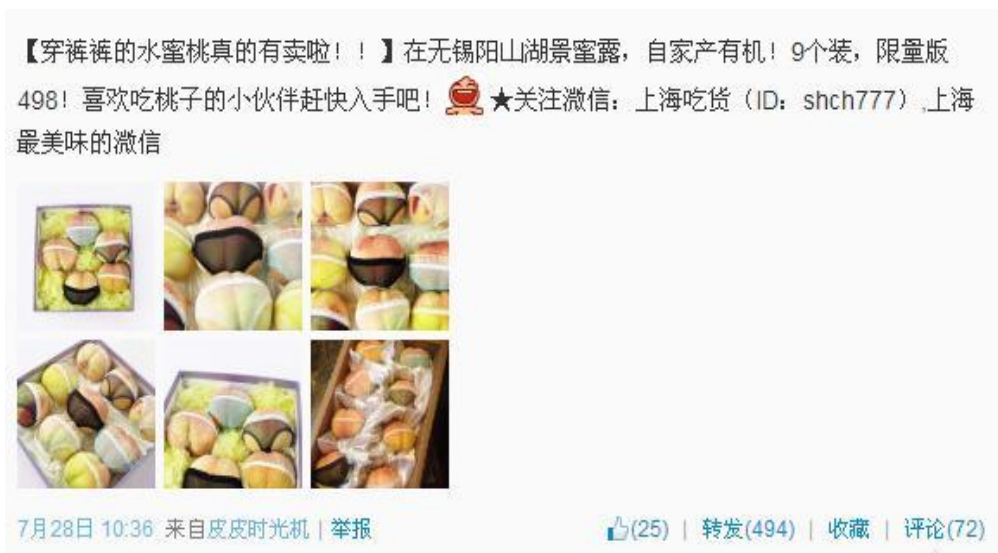 【穿裤裤的水蜜桃真的有卖啦！！】在无锡阳山湖景蜜露，自家产有机！9个装，限量版
498！喜欢吃桃子的小伙伴赶快入手吧！★关注微信：上海吃货（ID：shch777）,上海
最美味的微信
7月28日 10:36 来自皮皮时光机 | 举报 (25) | 转发(494) | 收藏 | 评论(72)